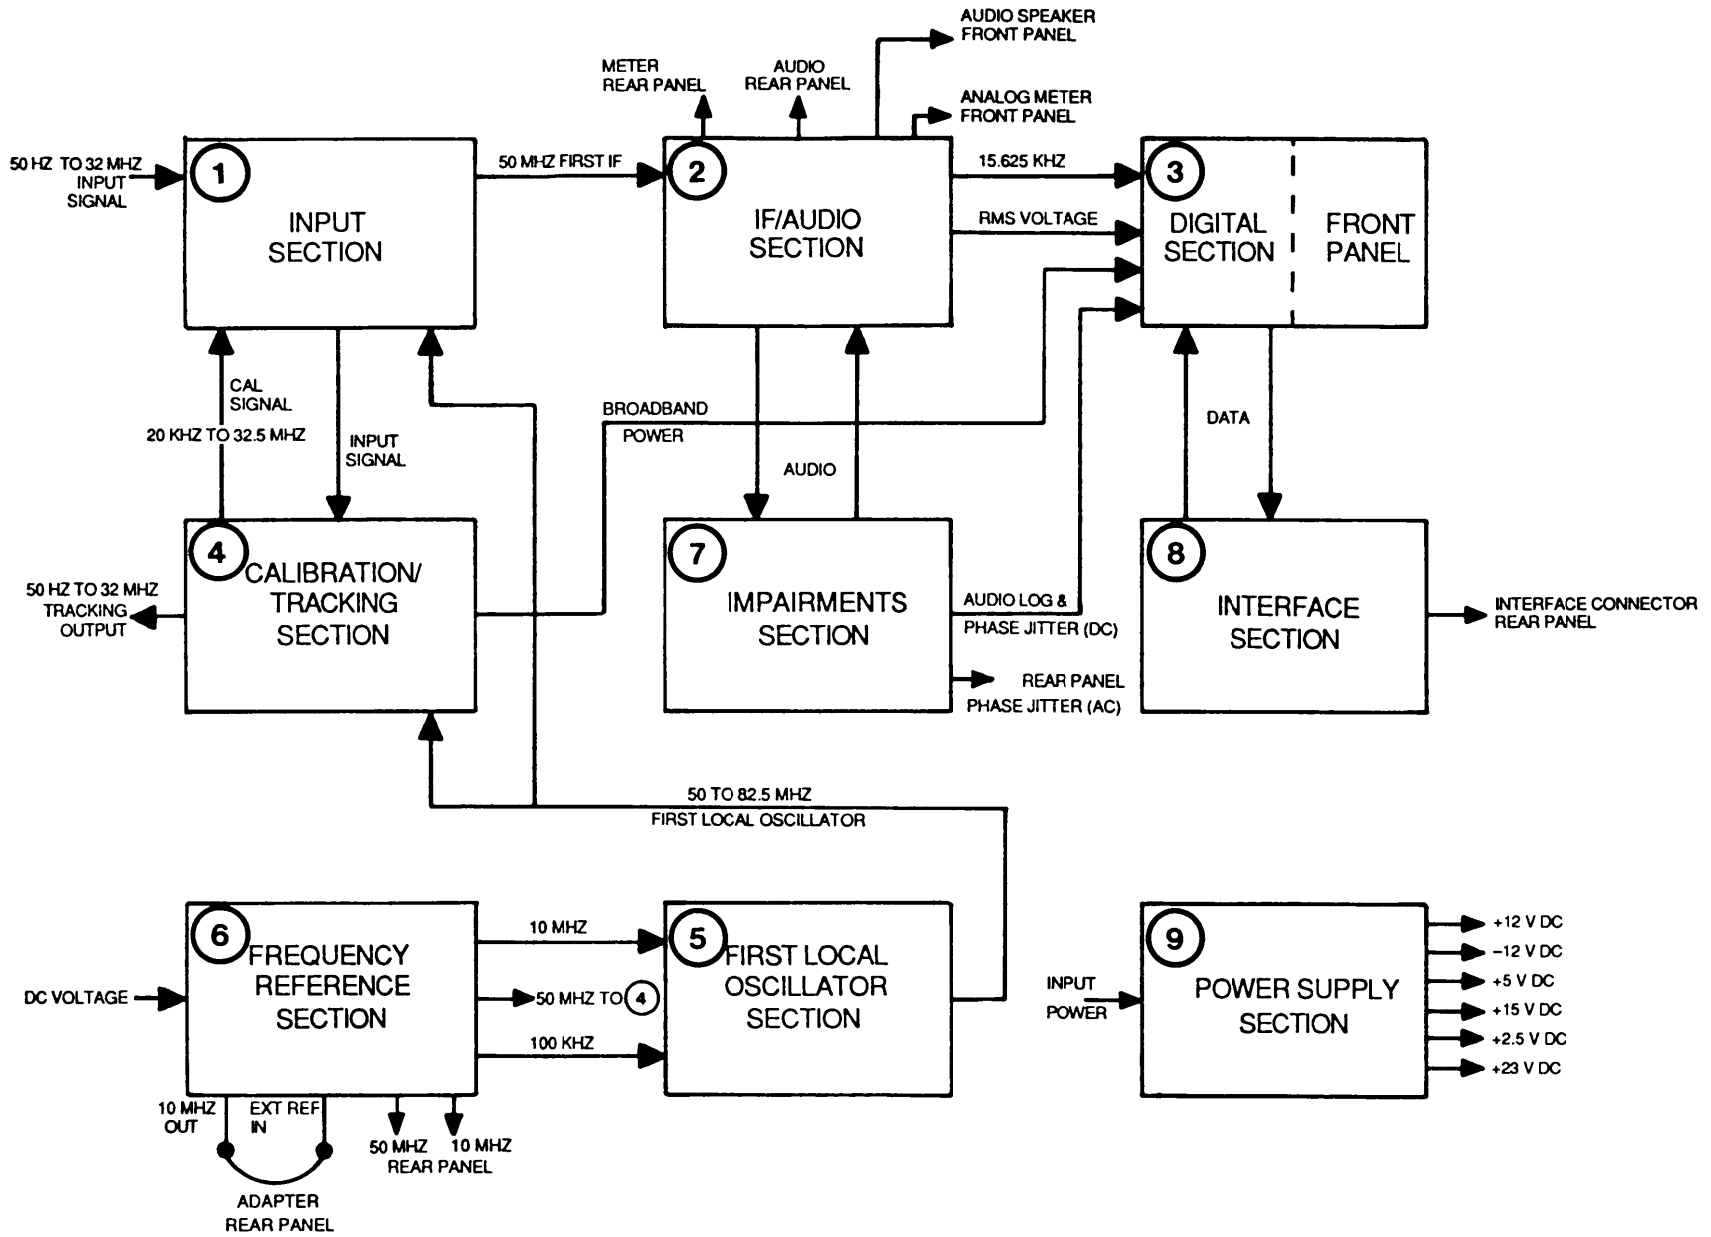 AUDIO SPEAKER
FRONT PANEL
METER
REAR PANEL
AUDIO
REAR PANEL
ANALOG METER
FRONT PANEL
50 HZ TO 32 MHZ
INPUT
SIGNAL
1
INPUT
SECTION
50 MHZ FIRST IF
2
IF/AUDIO
SECTION
15.625 KHZ
RMS VOLTAGE
3
DIGITAL
SECTION
FRONT
PANEL
CAL
SIGNAL
20 KHZ TO 32.5 MHZ
INPUT
SIGNAL
BROADBAND
POWER
AUDIO
DATA
4
CALIBRATION/
TRACKING
SECTION
50 HZ TO 32 MHZ
TRACKING
OUTPUT
7
IMPAIRMENTS
SECTION
AUDIO LOG &
PHASE JITTER (DC)
REAR PANEL
PHASE JITTER (AC)
8
INTERFACE
SECTION
INTERFACE CONNECTOR
REAR PANEL
50 TO 82.5 MHZ
FIRST LOCAL OSCILLATOR
6
FREQUENCY
REFERENCE
SECTION
DC VOLTAGE
10 MHZ
50 MHZ TO 4
100 KHZ
5
FIRST LOCAL
OSCILLATOR
SECTION
INPUT
POWER
9
POWER SUPPLY
SECTION
+12 V DC
-12 V DC
+5 V DC
+15 V DC
+2.5 V DC
+23 V DC
10 MHZ
OUT
EXT REF
IN
50 MHZ
10 MHZ
REAR PANEL
ADAPTER
REAR PANEL